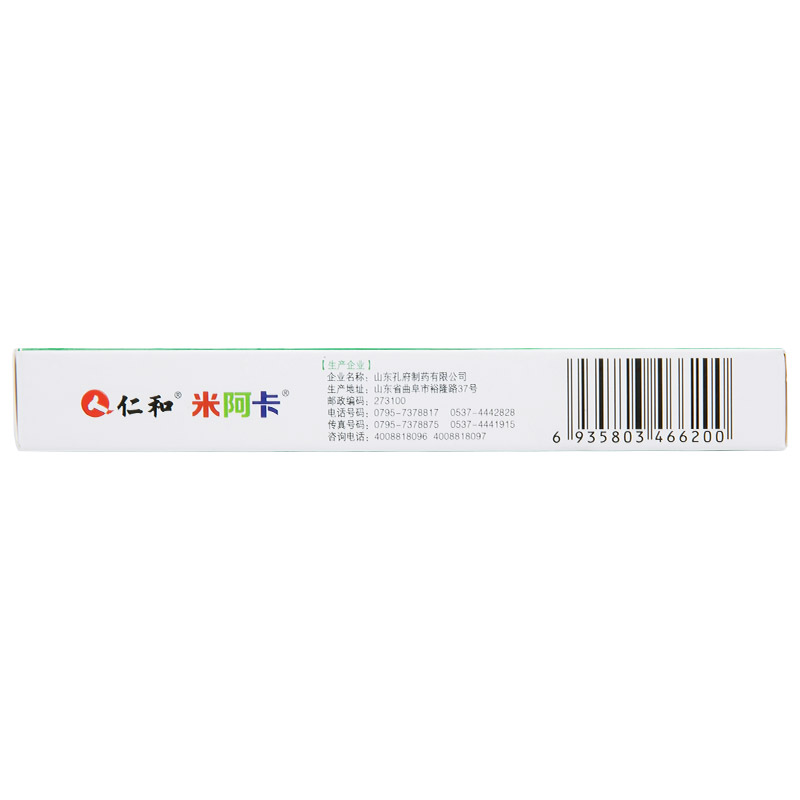 仁和® 米阿卡®
【生产企业】
企业名称：山东孔府制药有限公司
生产地址：山东省曲阜市裕隆路37号
邮政编码：273100
电话号码：0795-7378817 0537-4442828
传真号码：0795-7378875 0537-4441915
咨询电话：4008818096 4008818097
6 935803 466200